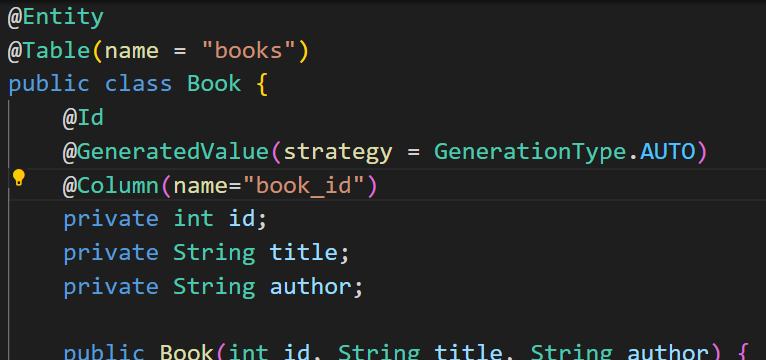 @Entity
@Table(name = "books")
public class Book {
@Id
@GeneratedValue(strategy = GenerationType.AUTO)
@Column(name="book_id")
private int id;
private String title;
private String author;
public Book(int id, String title, String author) {